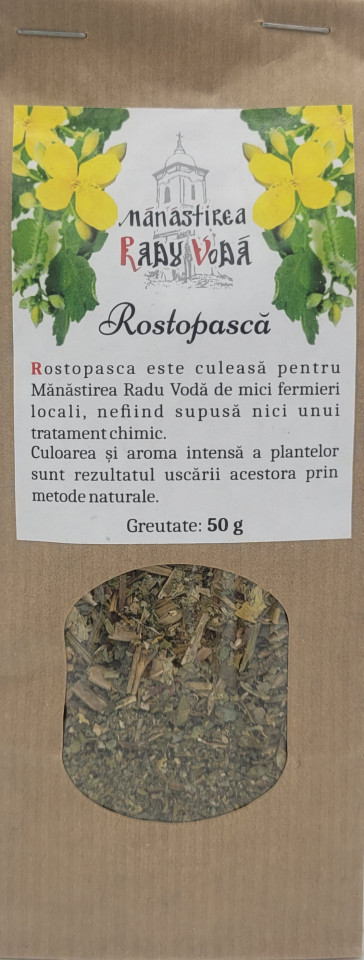 Mănăstirea
Radu Vodă
Rostopască
Rostopasca este culeasă pentru
Mănăstirea Radu Vodă de mici fermieri
locali, nefiind supusă nici unui
tratament chimic.
Culoarea și aroma intensă a plantelor
sunt rezultatul uscării acestora prin
metode naturale.
Greutate: 50 g